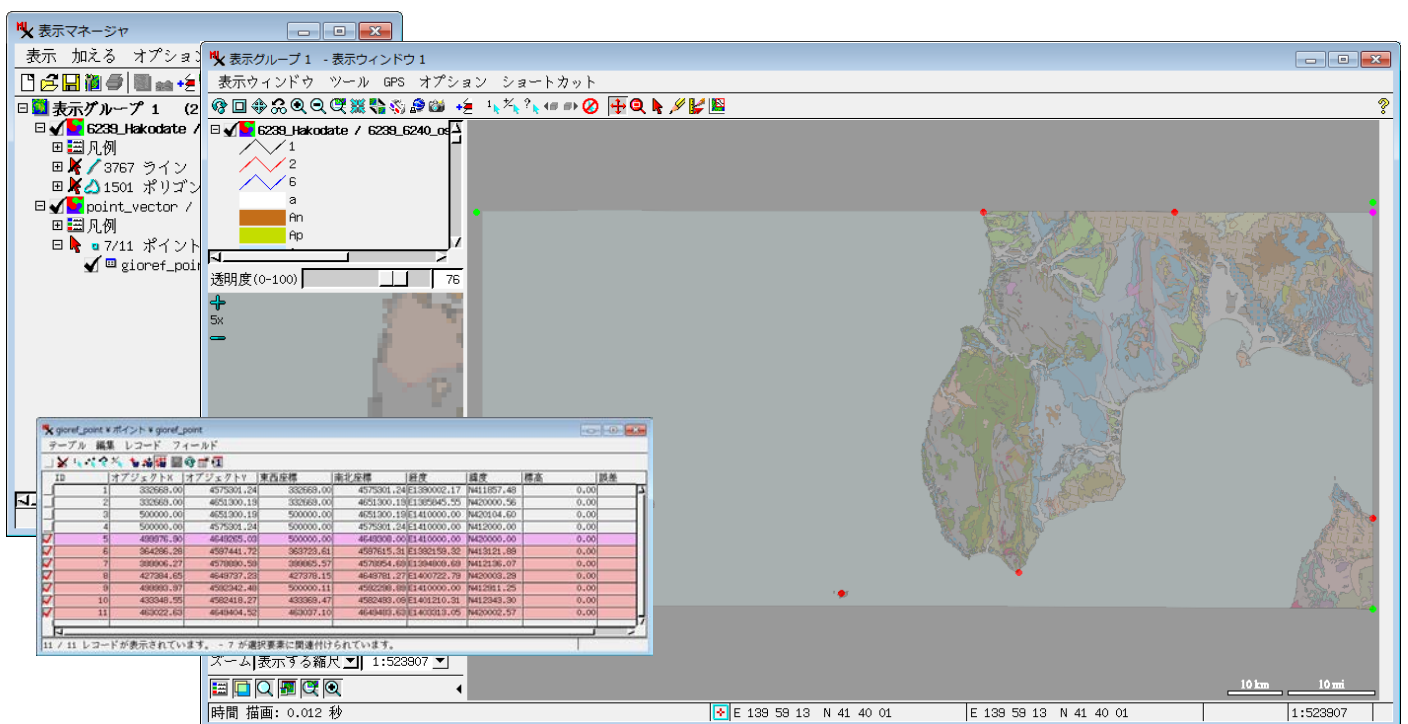 表示マネージャ
表示 加える オプション
表示グループ 1 (2
6239_Hakodate /
凡例
3767 ライン
1501 ポリゴン
point_vector /
凡例
7/11 ポイント
gioref_poin
表示グループ 1 - 表示ウィンドウ 1
表示ウィンドウ ツール GPS オプション ショートカット
6239_Hakodate / 6239_6240_os
1
2
6
a
An
Ap
透明度(0-100) 76
5x
gioref_point ¥ ポイント ¥ gioref_point
テーブル 編集 レコード フィールド
ID オブジェクトX オブジェクトY 東西座標 南北座標 経度 緯度 標高 誤差
1 332669.00 4575301.24 332669.00 4575301.24 E1390002.17 N411857.48 0.00
2 332669.00 4651300.19 332669.00 4651300.19 E1385845.55 N420000.56 0.00
3 500000.00 4651300.19 500000.00 4651300.19 E1410000.00 N420104.60 0.00
4 500000.00 4575301.24 500000.00 4575301.24 E1410000.00 N412000.00 0.00
5 499976.90 4649265.03 500000.00 4649308.00 E1410000.00 N420000.00 0.00
6 364286.28 4597441.72 363723.61 4597615.31 E1392159.32 N413121.89 0.00
7 399906.27 4578890.59 399865.57 4578954.69 E1394809.69 N412136.07 0.00
8 427384.65 4649737.23 427378.15 4649781.27 E1400722.79 N420003.29 0.00
9 499993.97 4592342.48 500000.11 4592298.89 E1410000.00 N412911.25 0.00
10 433348.55 4582418.27 433369.47 4582493.09 E1401210.31 N412343.30 0.00
11 463022.63 4649404.52 463037.10 4649483.63 E1403313.05 N420002.57 0.00
11 / 11 レコードが表示されています。 - 7 が選択要素に関連付けられています。
ズーム 表示する縮尺 1:523907
10 km 10 mi
時間 描画: 0.012 秒 E 139 59 13 N 41 40 01 E 139 59 13 N 41 40 01 1:523907